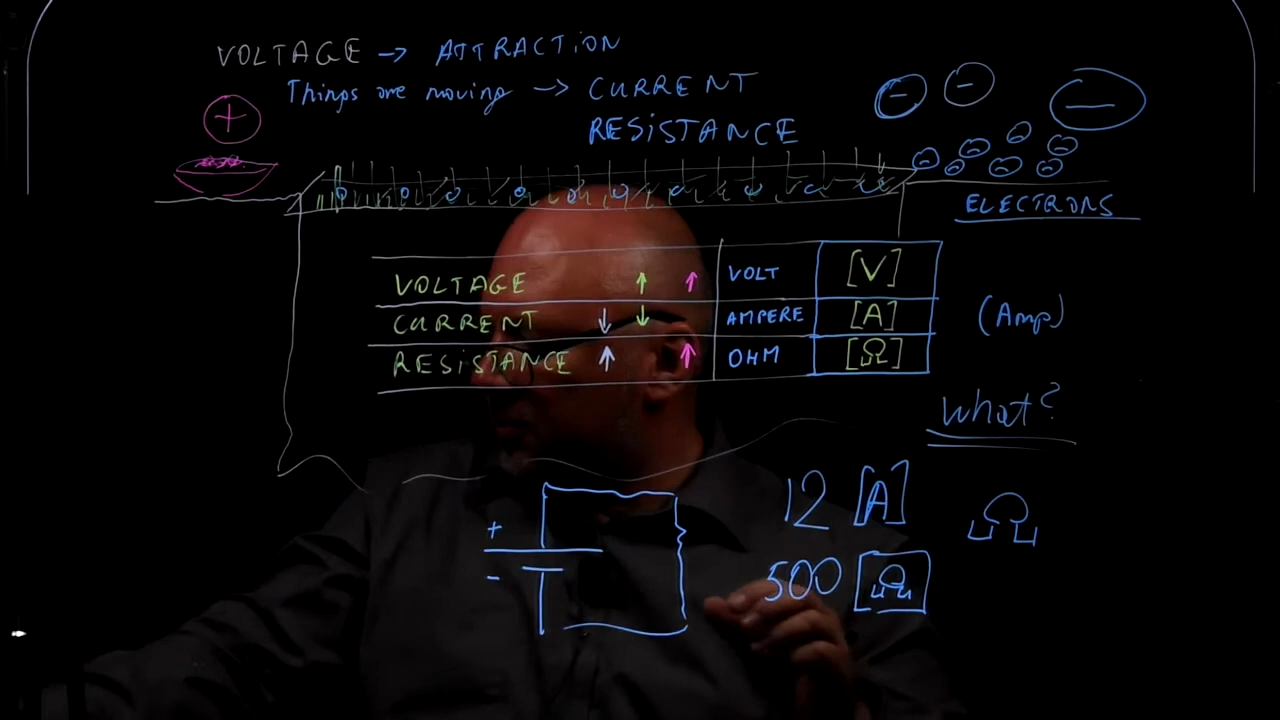 VOLTAGE → ATTRACTION
Things are moving → CURRENT
RESISTANCE
ELECTRONS
VOLTAGE ↑ ↑ VOLT [V]
CURRENT ↓ ↓ AMPERE [A] (Amp)
RESISTANCE ↑ ↑ OHM [Ω]
What?
12 [A] Ω
500 [Ω]
+
-